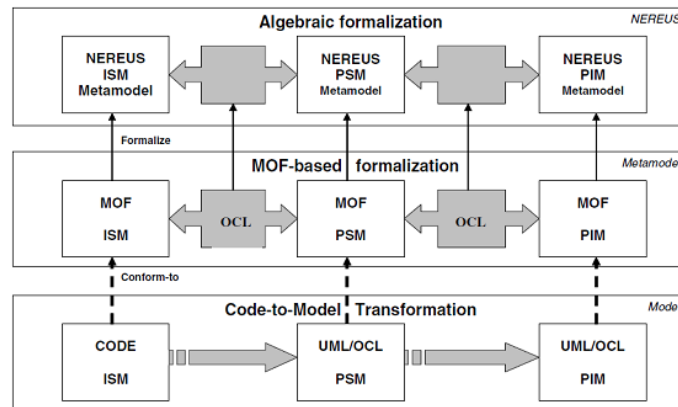 Algebraic formalization
NEREUS
NEREUS
ISM
Metamodel
NEREUS
PSM
Metamodel
NEREUS
PIM
Metamodel
Formalize
MOF-based formalization
Metamodel
MOF
ISM
OCL
MOF
PSM
OCL
MOF
PIM
Conform-to
Code-to-Model Transformation
Model
CODE
ISM
UML/OCL
PSM
UML/OCL
PIM